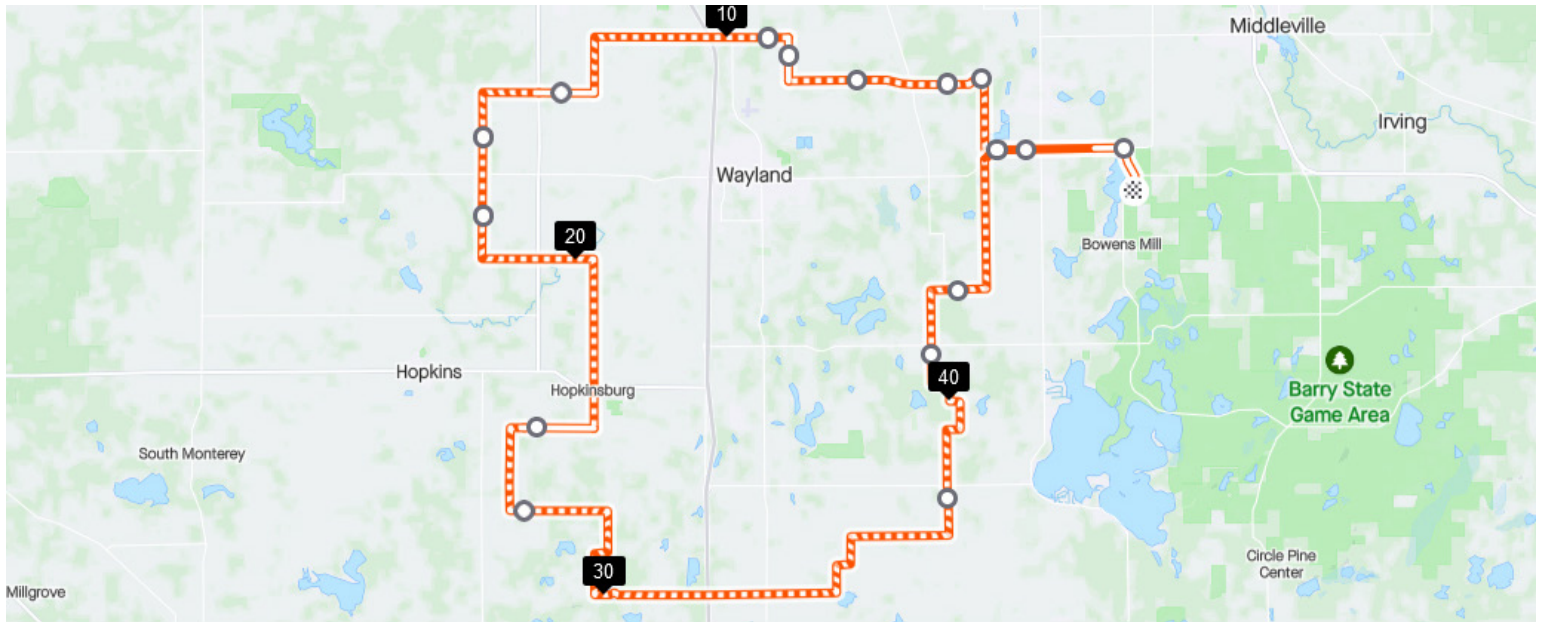 10
Middleville
Irving
Wayland
20
Bowens Mill
Hopkins
Hopkinsburg
40
Barry State
Game Area
South Monterey
30
Circle Pine
Center
Millgrove